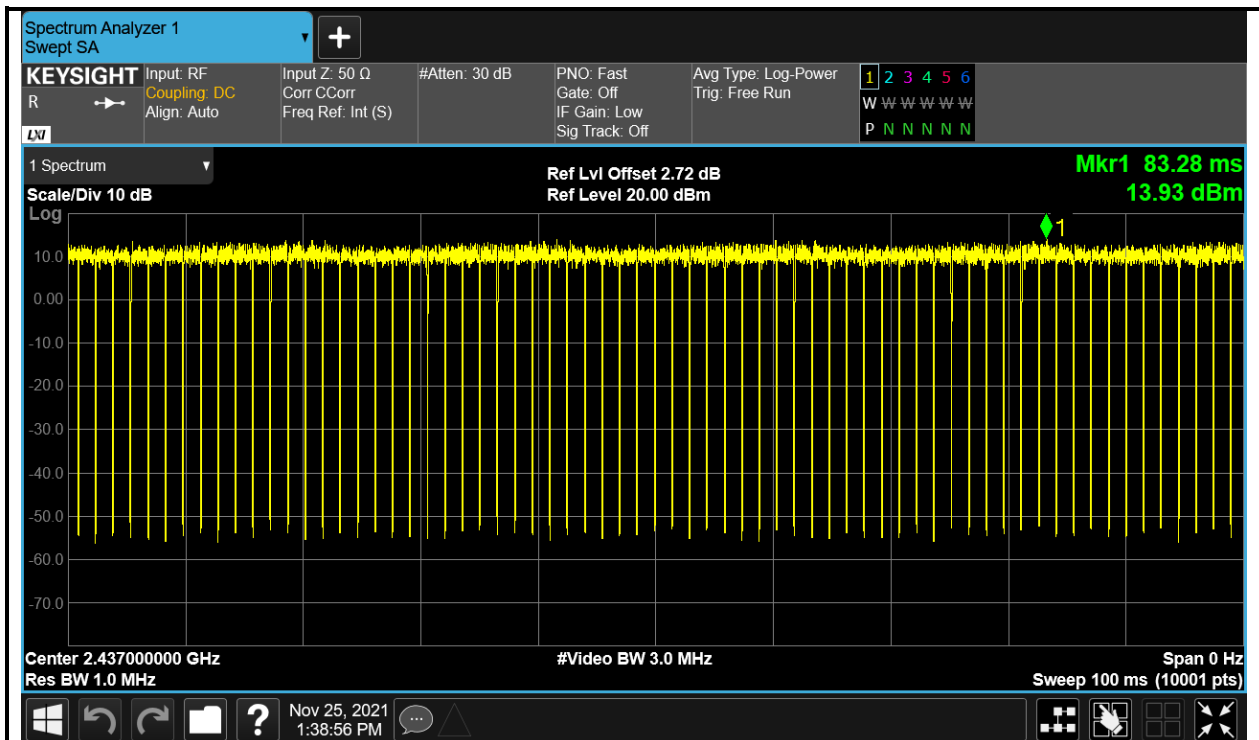 Spectrum Analyzer 1
Swept SA
KEYSIGHT
R
LXI
Input: RF
Coupling: DC
Align: Auto
Input Z: 50 Ω
Corr CCorr
Freq Ref: Int (S)
#Atten: 30 dB
PNO: Fast
Gate: Off
IF Gain: Low
Sig Track: Off
Avg Type: Log-Power
Trig: Free Run
1 2 3 4 5 6
W W W W W W
P N N N N N
1 Spectrum
Scale/Div 10 dB
Log
Ref Lvl Offset 2.72 dB
Ref Level 20.00 dBm
Mkr1 83.28 ms
13.93 dBm
1
10.0
0.00
-10.0
-20.0
-30.0
-40.0
-50.0
-60.0
-70.0
Center 2.437000000 GHz
Res BW 1.0 MHz
#Video BW 3.0 MHz
Span 0 Hz
Sweep 100 ms (10001 pts)
?
Nov 25, 2021
1:38:56 PM